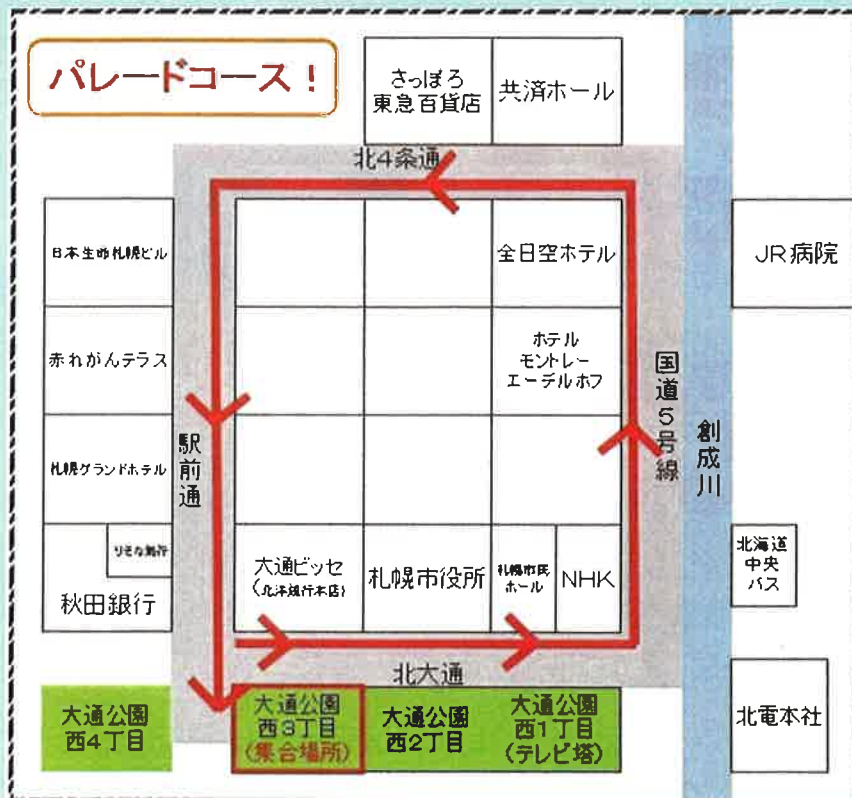 パレードコース！
さっぽろ
東急百貨店
共済ホール
北4条通
日本生命札幌ビル
全日空ホテル
JR病院
赤れんがテラス
ホテル
モントレー
エーデルホフ
国道5号線
創成川
駅前通
札幌グランドホテル
りそな銀行
秋田銀行
大通ビッセ
(北洋銀行本店)
札幌市役所
札幌市民
ホール
NHK
北海道
中央
バス
北大通
大通公園
西4丁目
大通公園
西3丁目
(集合場所)
大通公園
西2丁目
大通公園
西1丁目
(テレビ塔)
北電本社